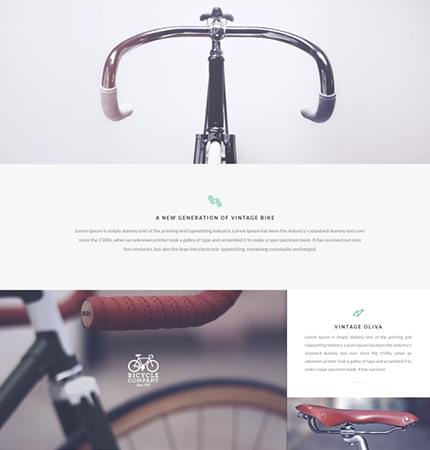 A NEW GENERATION OF VINTAGE BIKE
Lorem Ipsum is simply dummy text of the printing and typesetting industry. Lorem Ipsum has been the industry's standard dummy text ever
since the 1500s, when an unknown printer took a galley of type and scrambled it to make a type specimen book. It has survived not only
five centuries, but also the leap into electronic typesetting, remaining essentially unchanged.
BICYCLE
COMPANY
VINTAGE OLIVA
Lorem Ipsum is simply dummy text of the printing and
typesetting industry. Lorem Ipsum has been the industry's
standard dummy text ever since the 1500s, when an
unknown printer took a galley of type and scrambled it to
make a type specimen book. It has survived.